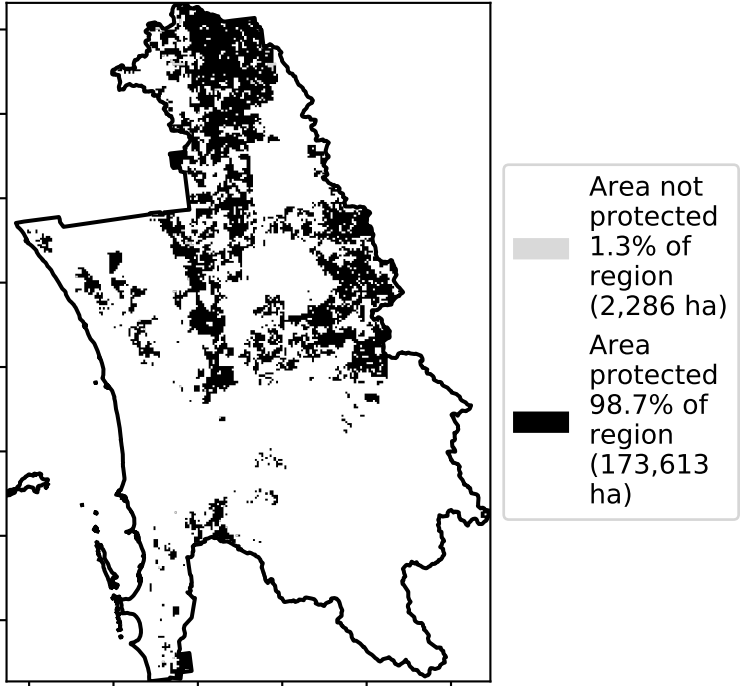 Area not
protected
1.3% of
region
(2,286 ha)
Area
protected
98.7% of
region
(173,613
ha)